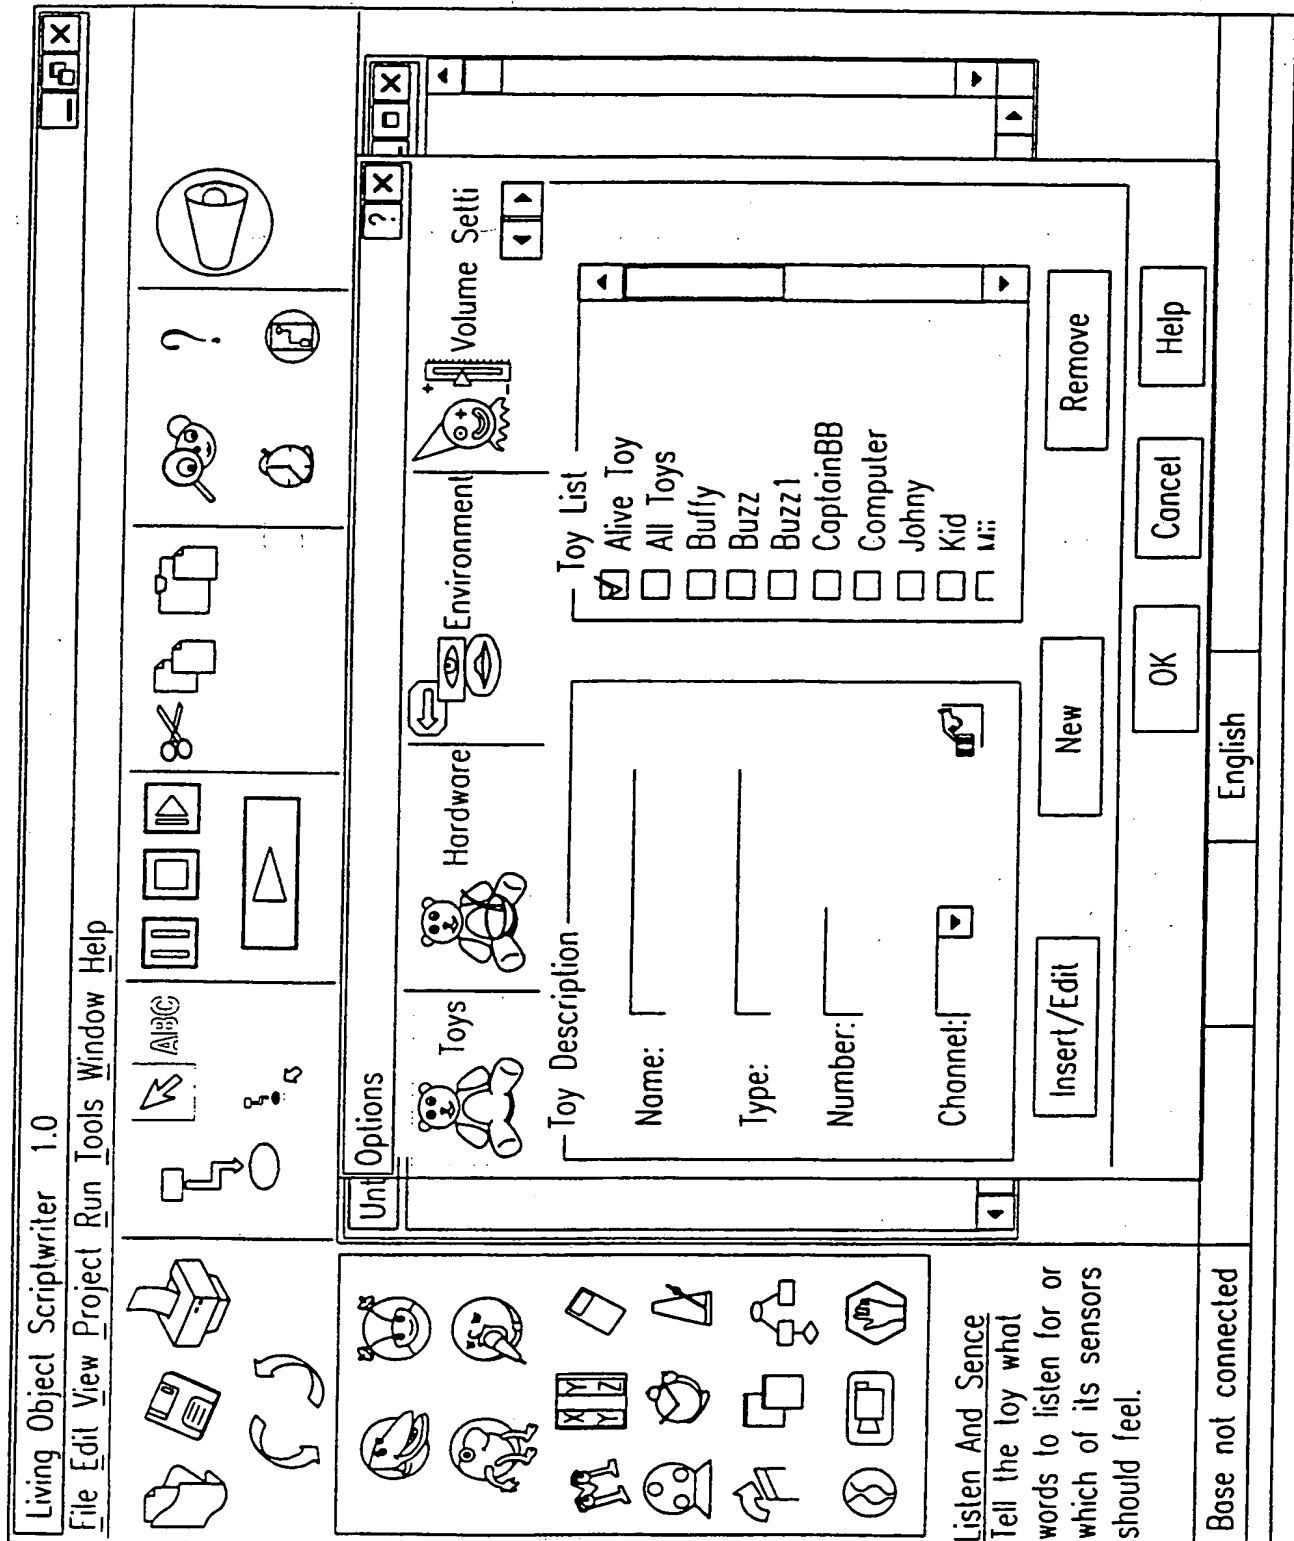 Living Object Scriptwriter 1.0
File Edit View Project Run Tools Window Help
ABC
?
Unt
Options
?
Toys
Hardware
Environment
Volume Setti
Toy Description
Name:
Type:
Number:
Channel:
Toy List
Alive Toy
All Toys
Buffy
Buzz
Buzz1
CaptainBB
Computer
Johny
Kid
Insert/Edit
New
Remove
OK
Cancel
Help
X Y
Y Z
Listen And Sence
Tell the toy what
words to listen for or
which of its sensors
should feel.
Base not connected
English